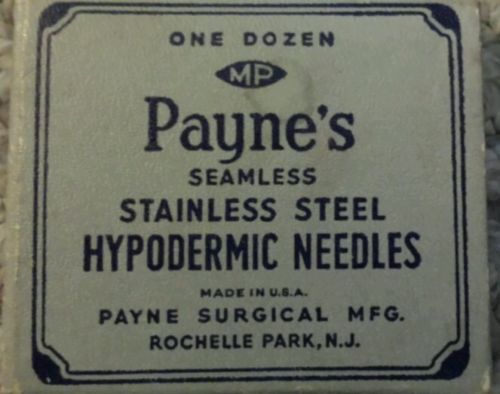 ONE DOZEN
MP
Payne's
SEAMLESS
STAINLESS STEEL
HYPODERMIC NEEDLES
MADE IN U.S.A.
PAYNE SURGICAL MFG.
ROCHELLE PARK, N.J.